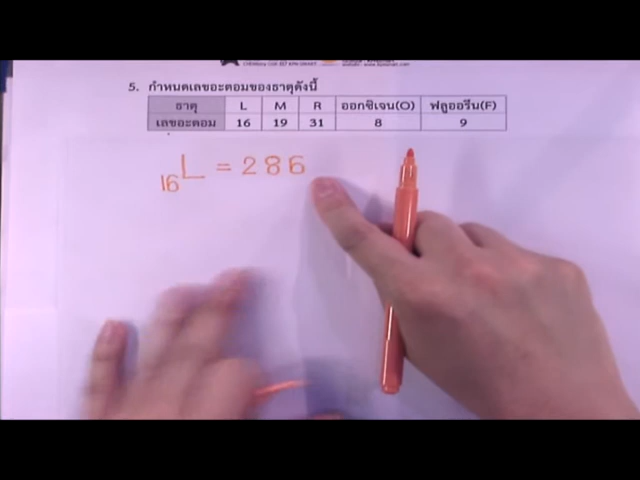 5. กำหนดเลขอะตอมของธาตุดังนี้
ธาตุ L M R ออกซิเจน(O) ฟลูออรีน(F)
เลขอะตอม 16 19 31 8 9
16L = 286